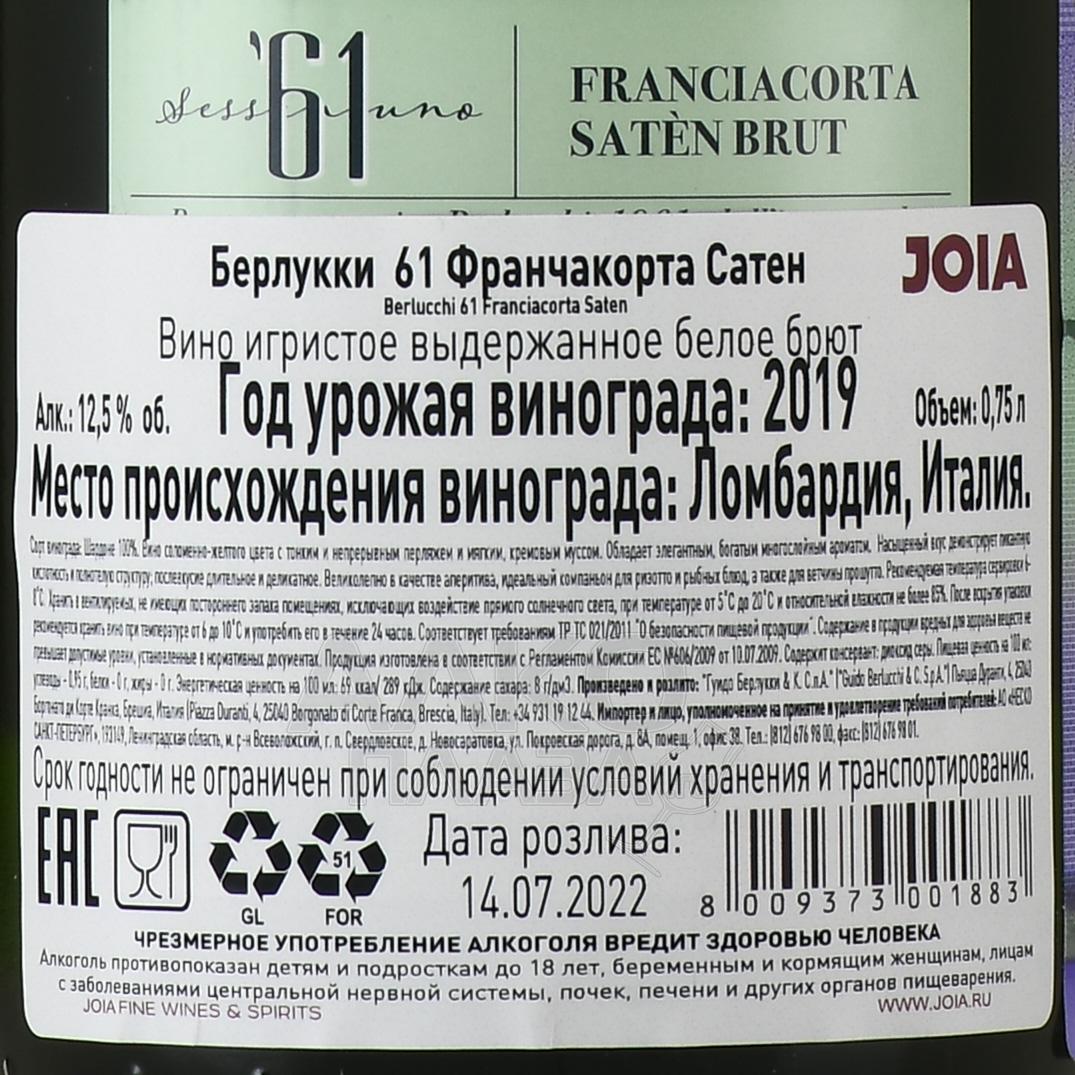 '61
FRANCIACORTA
SATÈN BRUT
Берлукки 61 Франчакорта Сатен
JOIA
Berlucchi 61 Franciacorta Saten
Вино игристое выдержанное белое брют
Алк.: 12,5 % об.
Год урожая винограда: 2019
Объем: 0,75 л
Место происхождения винограда: Ломбардия, Италия.
Сорт винограда: Шардоне 100%. Вино соломенно-желтого цвета с тонким и непрерывным перляжем и мягким, кремовым муссом. Обладает элегантным, богатым многослойным ароматом. Насыщенный вкус демонстрирует пикантную
кислотность и полнотелую структуру; послевкусие длительное и деликатное. Великолепно в качестве аперитива, идеальный компаньон для ризотто и рыбных блюд, а также для ветчины прошутто. Рекомендуемая температура сервировки 6-
8°С. Хранить в вентилируемых, не имеющих постороннего запаха помещениях, исключающих воздействие прямого солнечного света, при температуре от 5°С до 20°С и относительной влажности не более 85%. После вскрытия упаковки
рекомендуется хранить вино при температуре от 6 до 10°С и употребить его в течение 24 часов. Соответствует требованиям ТР ТС 021/2011 "О безопасности пищевой продукции". Содержание в продукции вредных для здоровья веществ не
превышает допустимые уровни, установленные в нормативных документах. Продукция изготовлена в соответствии с Регламентом Комиссии ЕС №606/2009 от 10.07.2009. Содержит консервант: диоксид серы. Пищевая ценность на 100 мл:
углеводы - 0,95 г, белки - 0 г, жиры - 0 г. Энергетическая ценность на 100 мл: 69 ккал/ 289 кДж. Содержание сахара: 8 г/дм3. Произведено и розлито: "Гуидо Берлукки & К. С.п.А." ("Guido Berlucchi & C. S.p.A.") Пьяцца Дуранти, 4, 25040
Боргонато ди Корте Франка, Брешиа, Италия (Piazza Duranti, 4, 25040 Borgonato di Corte Franca, Brescia, Italy). Тел: +34 931 19 12 44. Импортер и лицо, уполномоченное на принятие и удовлетворение требований потребителей: АО «НЕСКО
САНКТ-ПЕТЕРБУРГ», 193149, Ленинградская область, м. р-н Всеволожский, г. п. Свердловское, д. Новосаратовка, ул. Покровская дорога, д. 8А, помещ. 1, офис 38. Тел.: (812) 676 98 00, факс: (812) 676 98 01.
Срок годности не ограничен при соблюдении условий хранения и транспортирования.
EAC
51
GL
FOR
Дата розлива:
14.07.2022
8 009373 001883
ЧРЕЗМЕРНОЕ УПОТРЕБЛЕНИЕ АЛКОГОЛЯ ВРЕДИТ ЗДОРОВЬЮ ЧЕЛОВЕКА
Алкоголь противопоказан детям и подросткам до 18 лет, беременным и кормящим женщинам, лицам
с заболеваниями центральной нервной системы, почек, печени и других органов пищеварения.
JOIA FINE WINES & SPIRITS
WWW.JOIA.RU